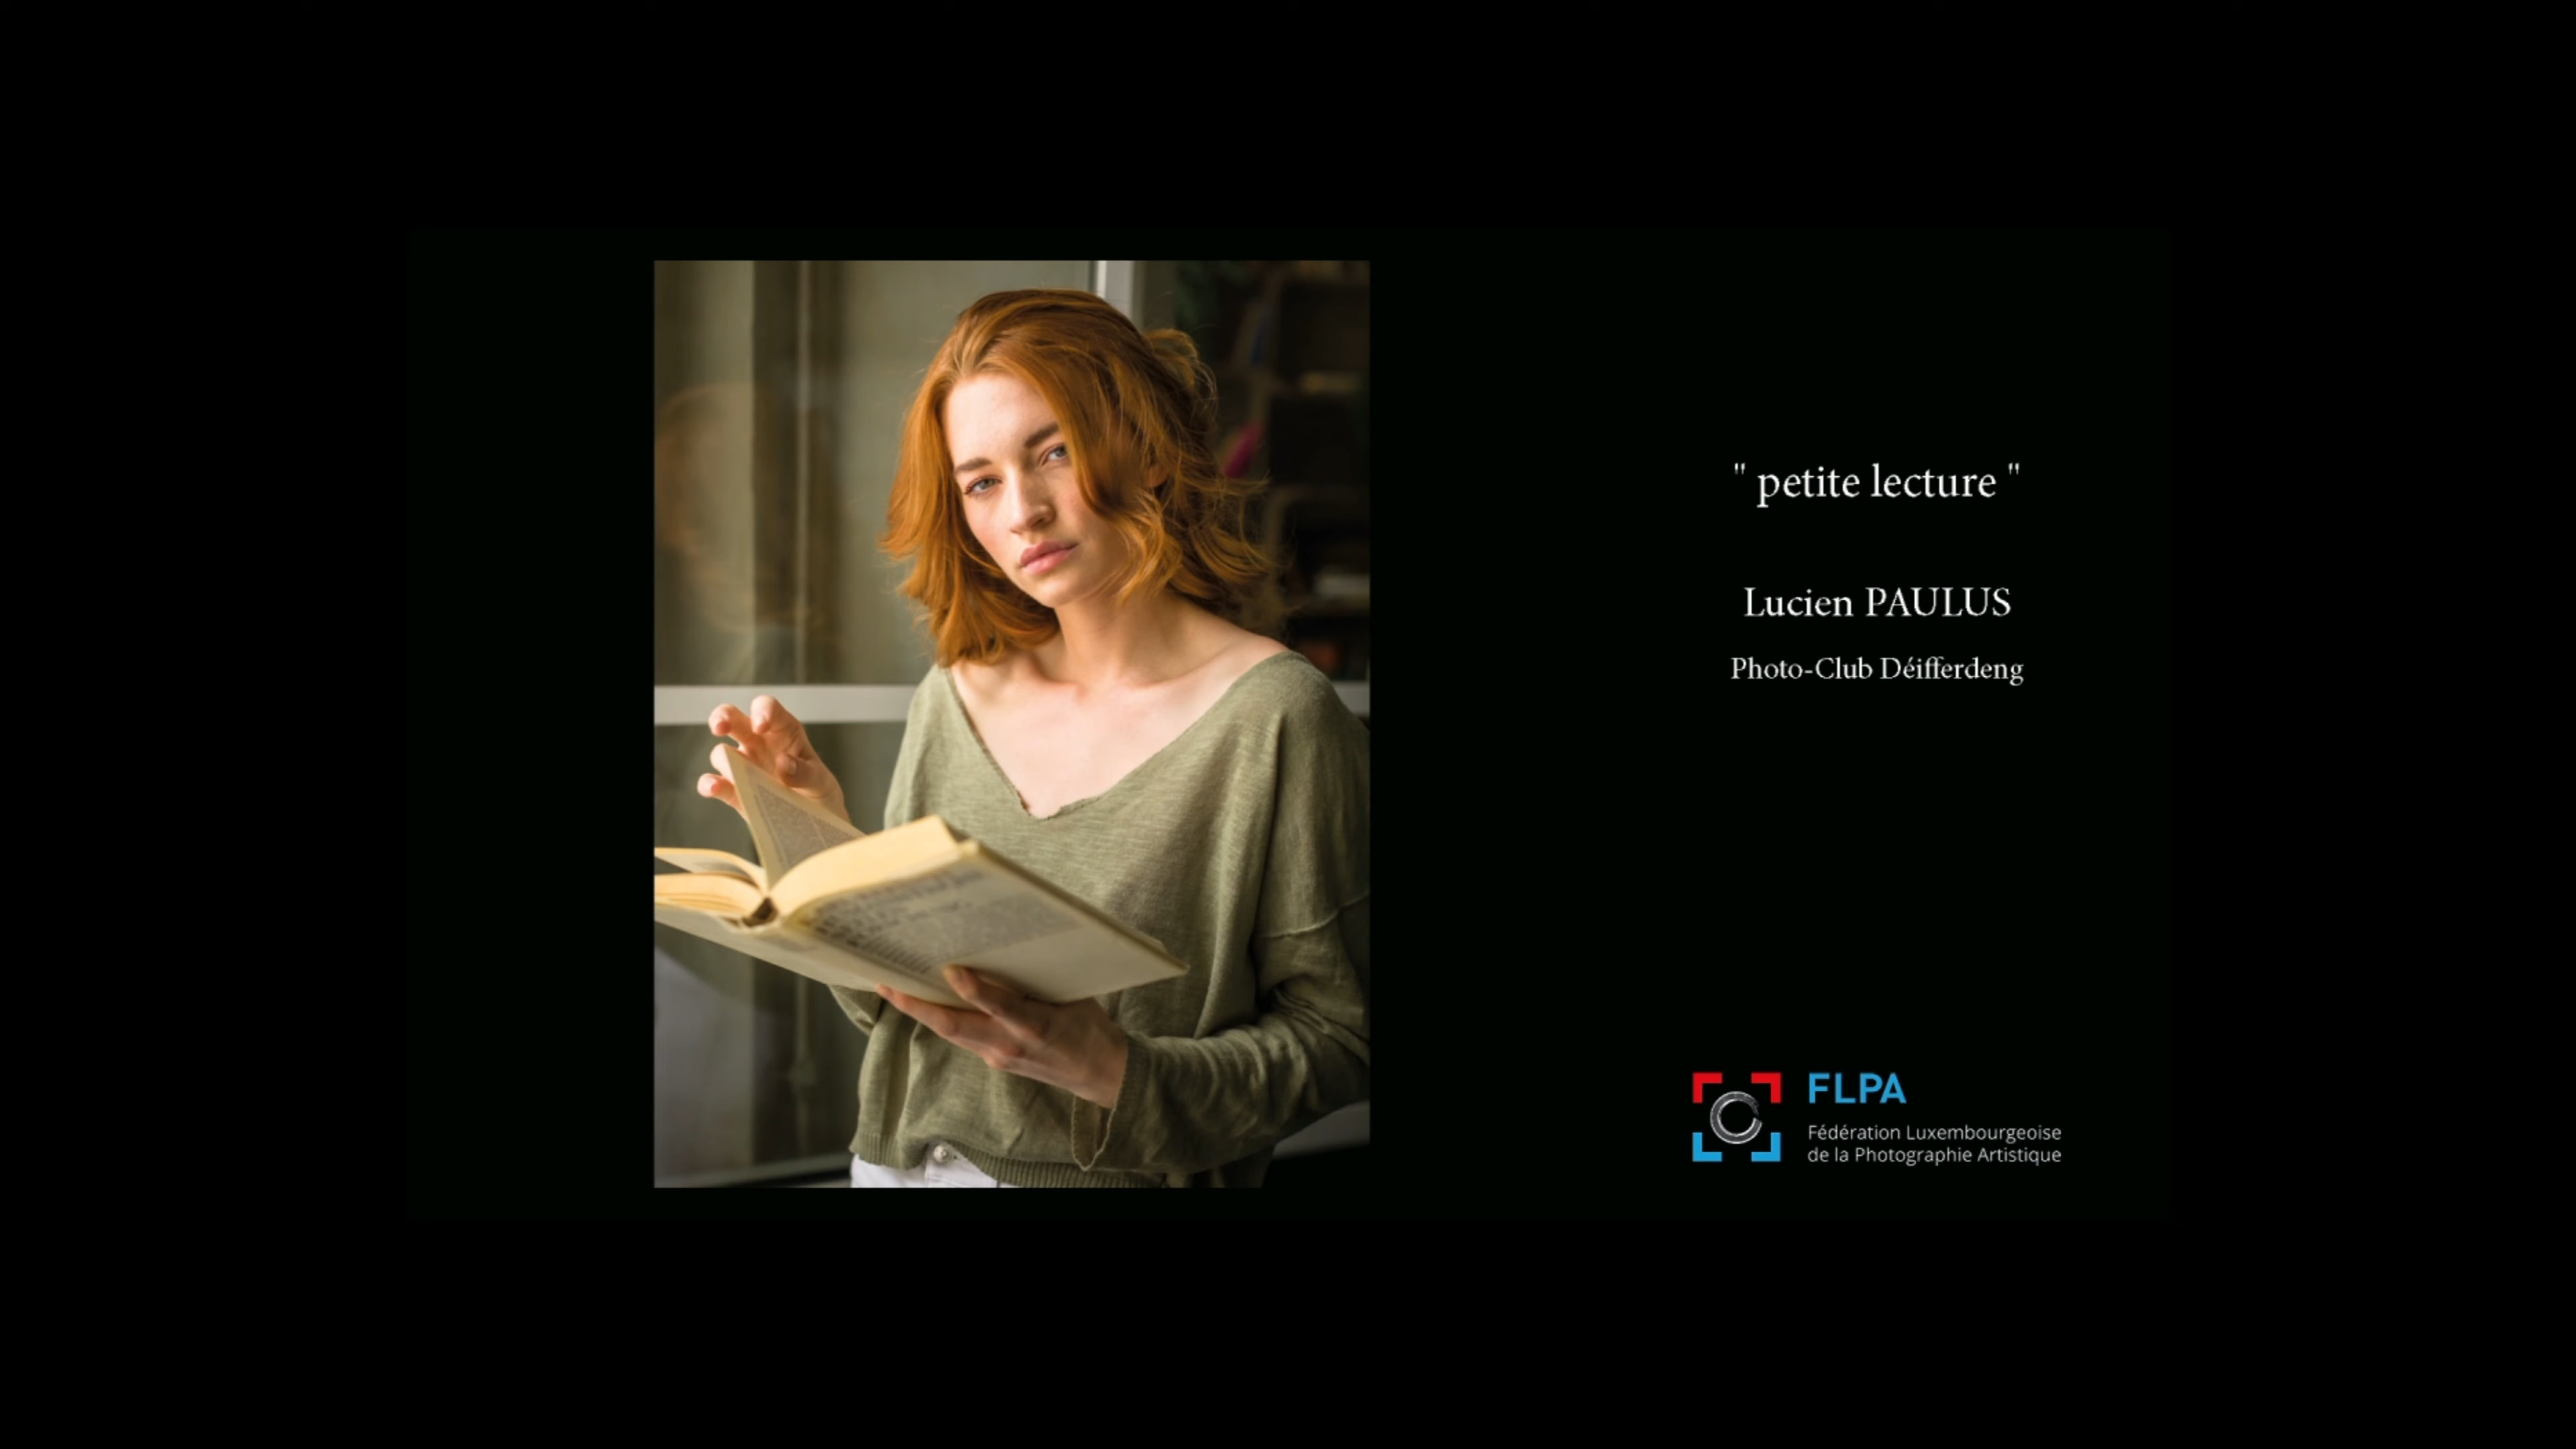 " petite lecture "
Lucien PAULUS
Photo-Club Déifferdeng
FLPA
Fédération Luxembourgeoise
de la Photographie Artistique